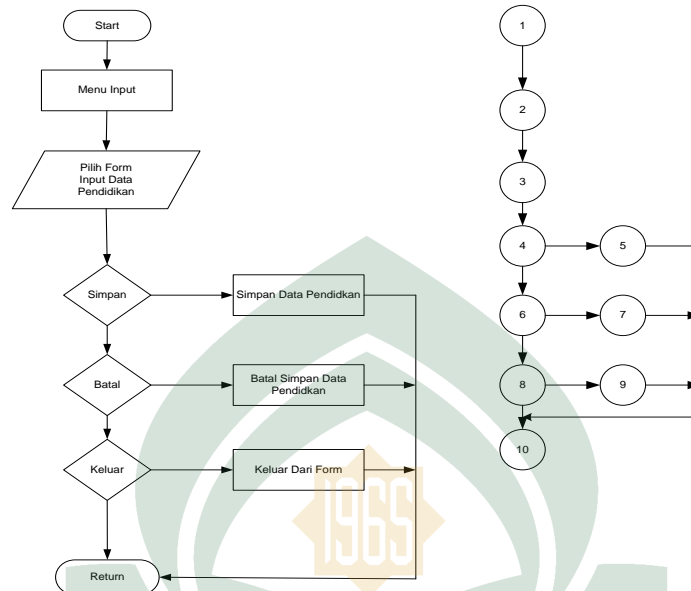 Start
Menu Input
Pilih Form
Input Data
Pendidikan
Simpan
Simpan Data Pendidkan
Batal
Batal Simpan Data
Pendidkan
Keluar
Keluar Dari Form
Return
1
2
3
4
5
6
7
8
9
10
1965